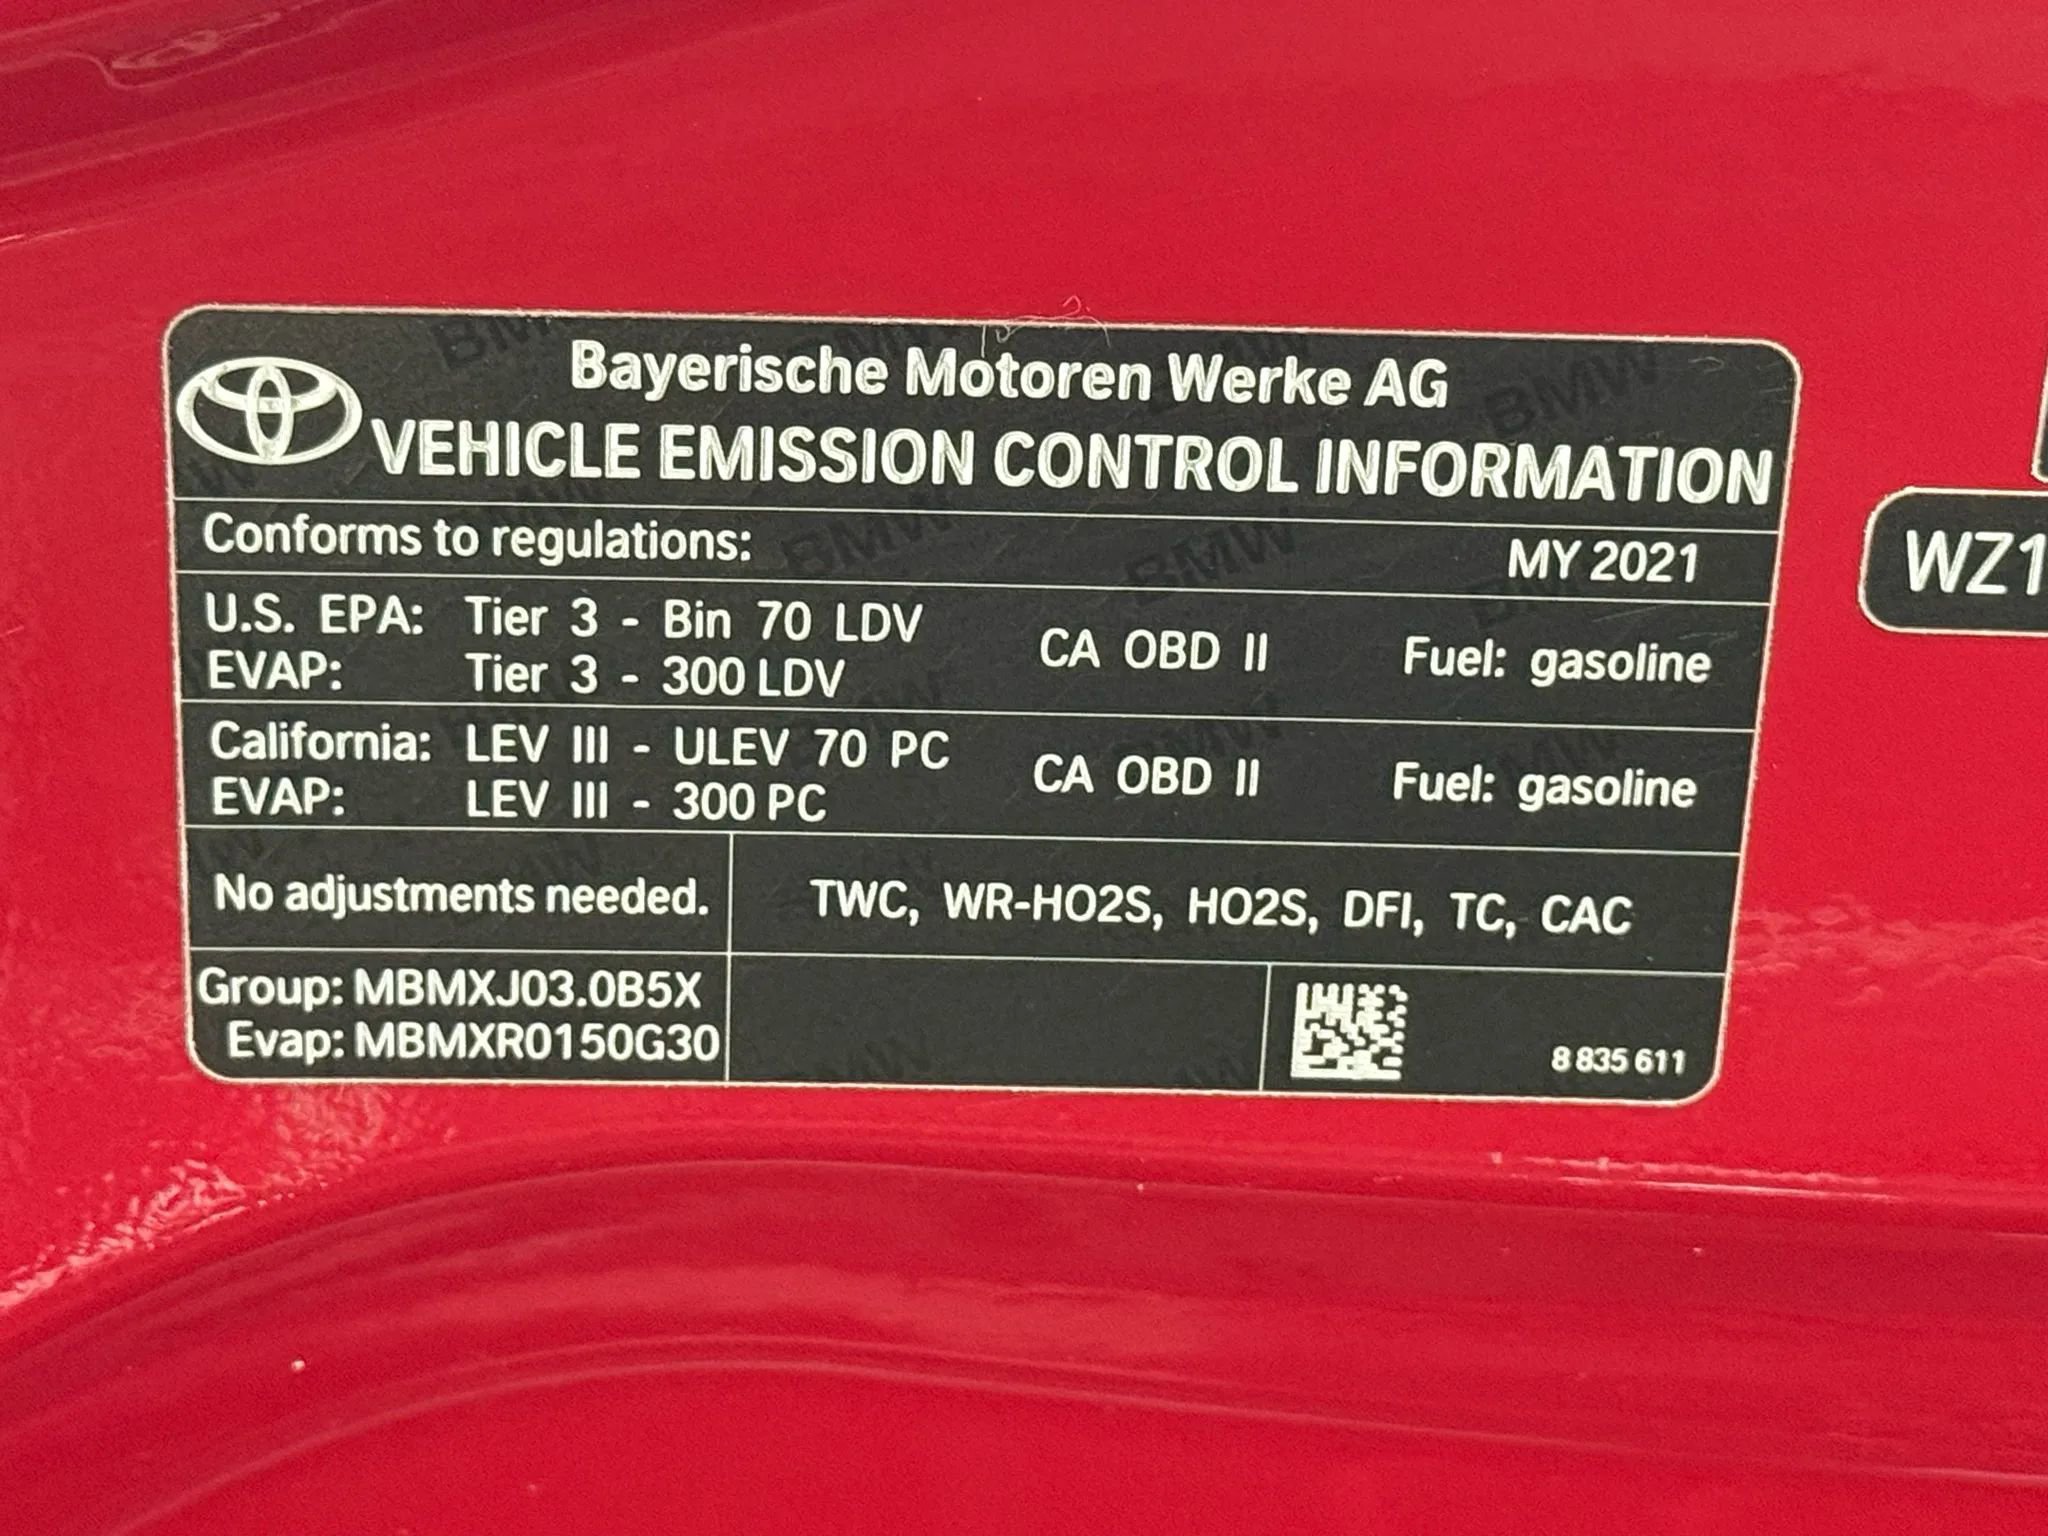 Bayerische Motoren Werke AG
VEHICLE EMISSION CONTROL INFORMATION
Conforms to regulations: MY 2021
U.S. EPA: Tier 3 - Bin 70 LDV CA OBD II Fuel: gasoline
EVAP: Tier 3 - 300 LDV
California: LEV III - ULEV 70 PC CA OBD II Fuel: gasoline
EVAP: LEV III - 300 PC
No adjustments needed. TWC, WR-HO2S, HO2S, DFI, TC, CAC
Group: MBMXJ03.0B5X
Evap: MBMXR0150G30
8 835 611
WZ1